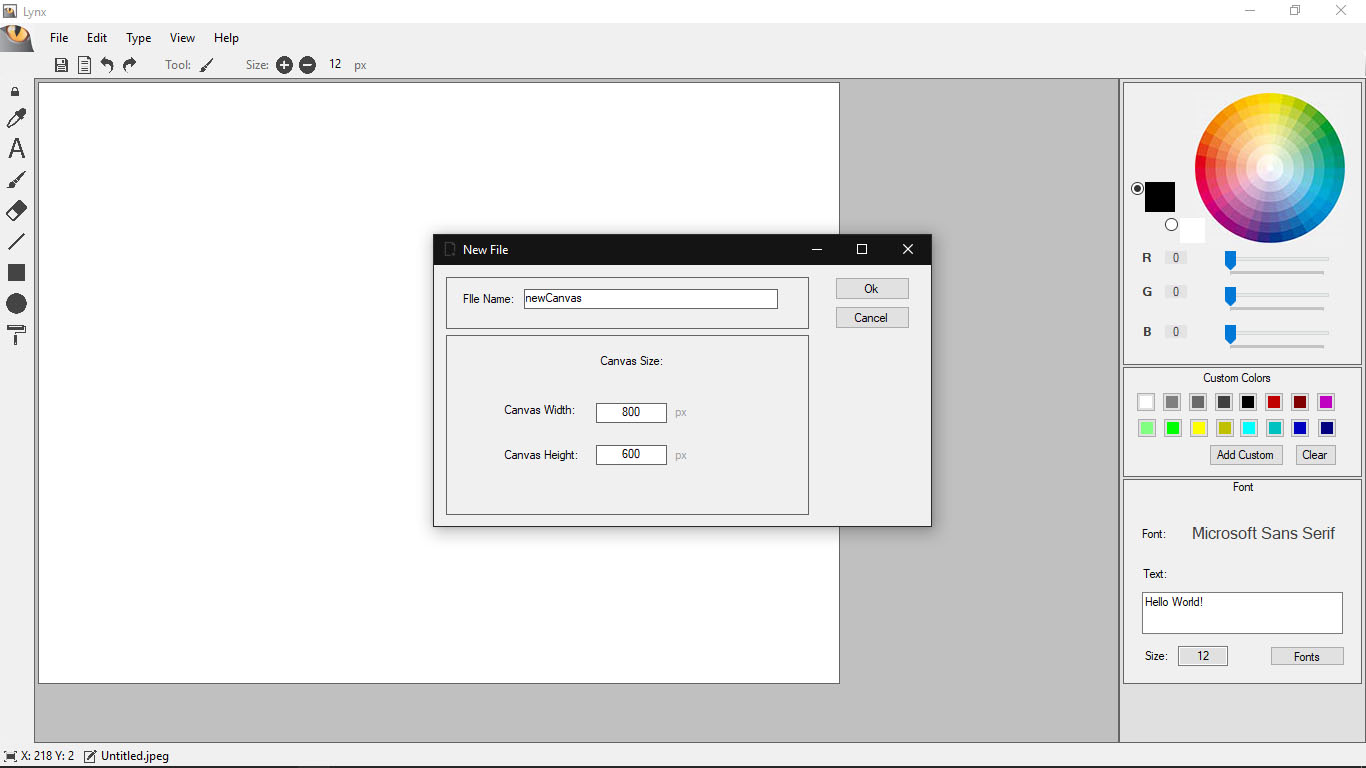 Lynx
File Edit Type View Help
Tool: Size: 12 px
New File
FIle Name: newCanvas
Ok
Cancel
Canvas Size:
Canvas Width: 800 px
Canvas Height: 600 px
R 0
G 0
B 0
Custom Colors
Add Custom Clear
Font
Font: Microsoft Sans Serif
Text:
Hello World!
Size: 12 Fonts
X: 218 Y: 2 Untitled.jpeg